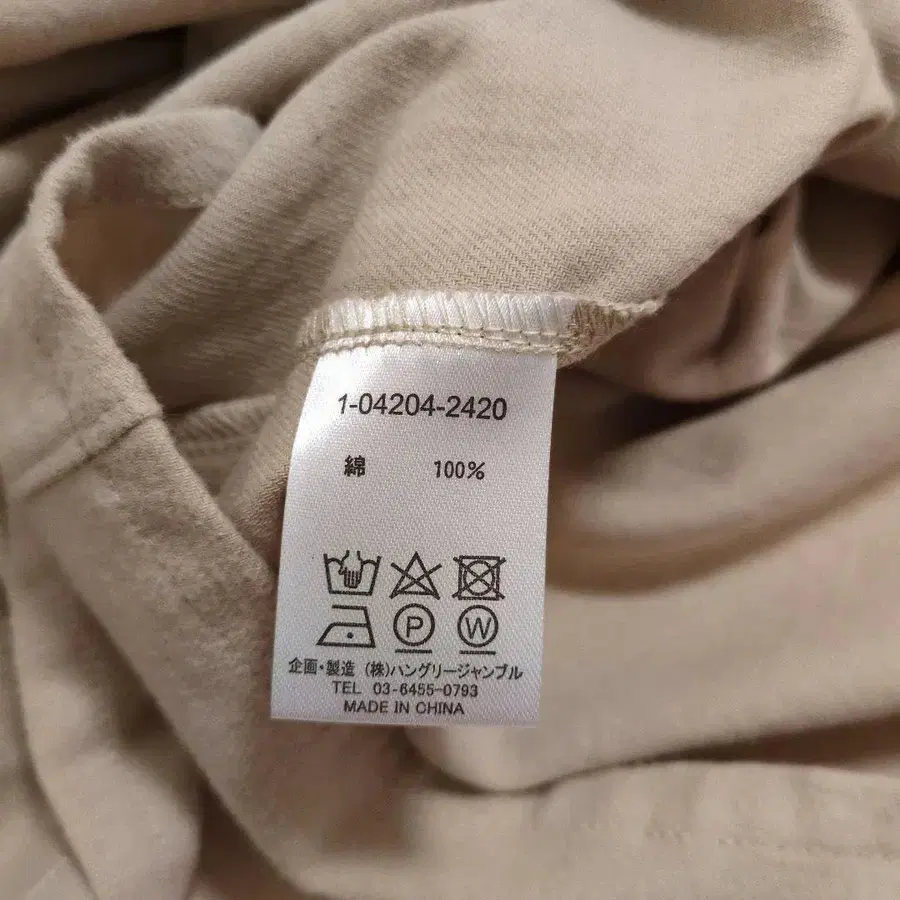 1-04204-2420
綿 100%
P W
企画・製造 (株)ハングリージャンブル
TEL 03-6455-0793
MADE IN CHINA